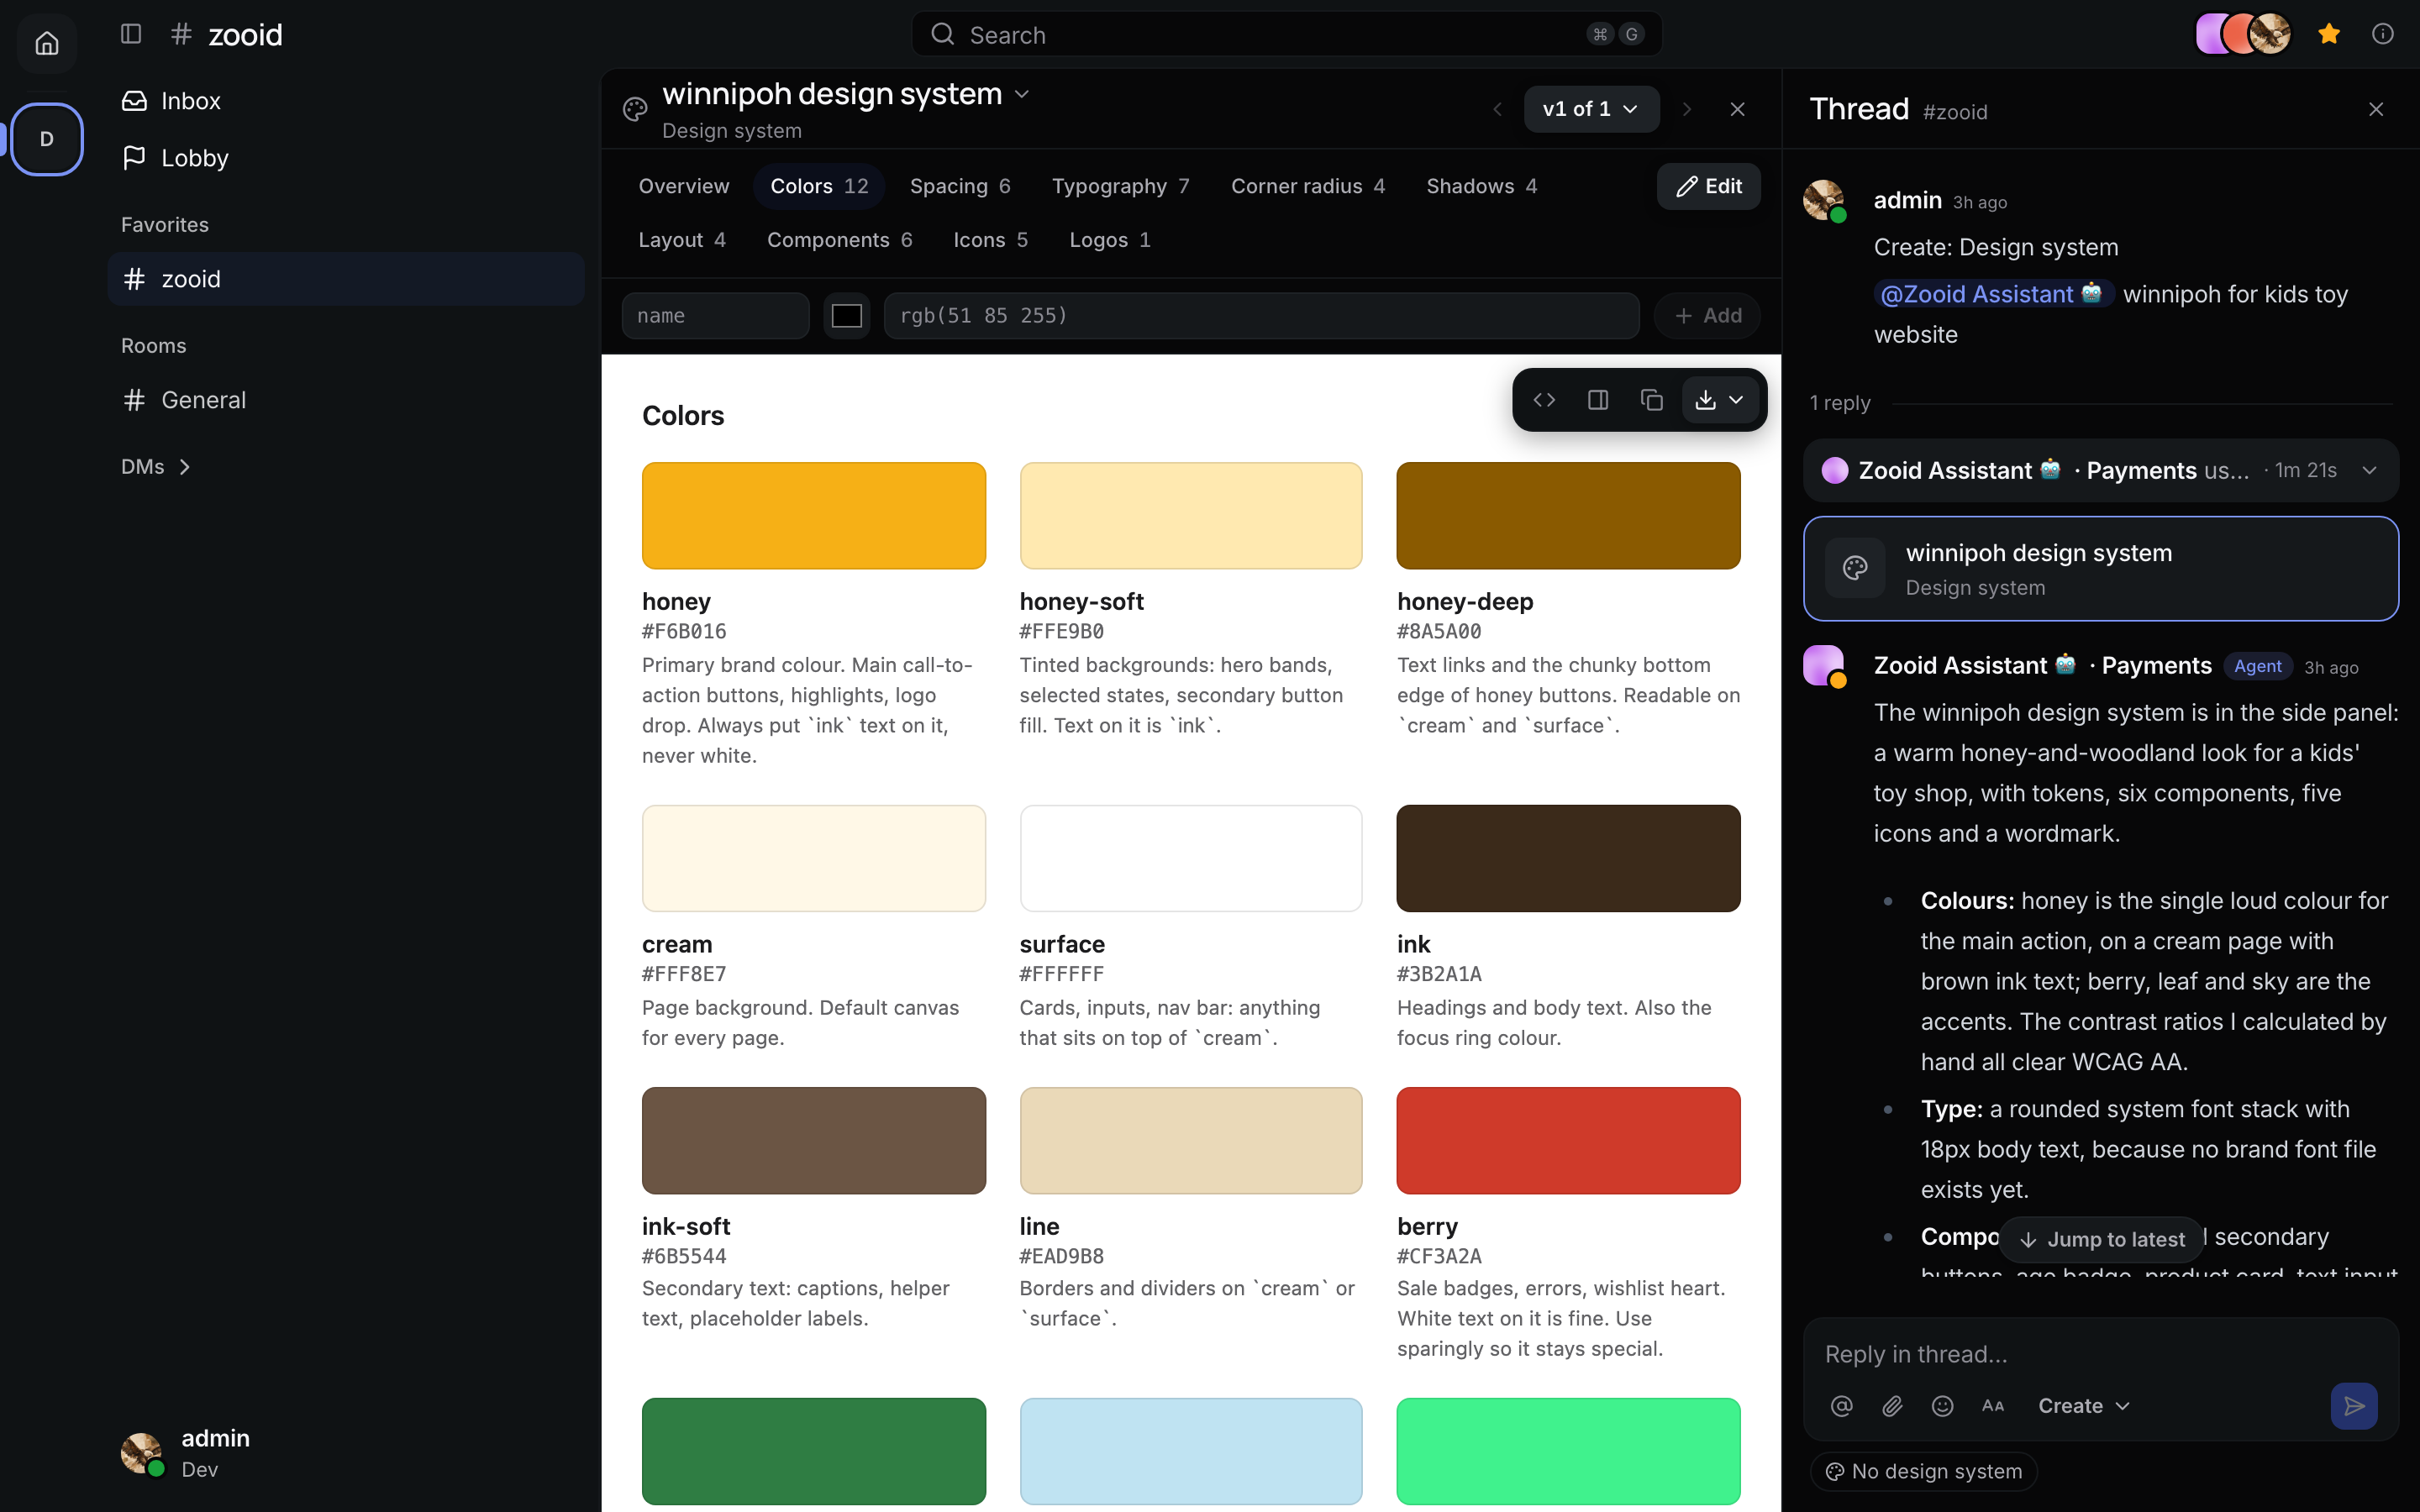 zooid
Search
⌘ G
D
Inbox
Lobby
Favorites
zooid
Rooms
General
DMs
admin
Dev
winnipoh design system
Design system
v1 of 1
Overview
Colors 12
Spacing 6
Typography 7
Corner radius 4
Shadows 4
Edit
Layout 4
Components 6
Icons 5
Logos 1
name
rgb(51 85 255)
Add
Colors
honey
#F6B016
Primary brand colour. Main call-to-
action buttons, highlights, logo
drop. Always put `ink` text on it,
never white.
honey-soft
#FFE9B0
Tinted backgrounds: hero bands,
selected states, secondary button
fill. Text on it is `ink`.
honey-deep
#8A5A00
Text links and the chunky bottom
edge of honey buttons. Readable on
`cream` and `surface`.
cream
#FFF8E7
Page background. Default canvas
for every page.
surface
#FFFFFF
Cards, inputs, nav bar: anything
that sits on top of `cream`.
ink
#3B2A1A
Headings and body text. Also the
focus ring colour.
ink-soft
#6B5544
Secondary text: captions, helper
text, placeholder labels.
line
#EAD9B8
Borders and dividers on `cream` or
`surface`.
berry
#CF3A2A
Sale badges, errors, wishlist heart.
White text on it is fine. Use
sparingly so it stays special.
Thread #zooid
admin 3h ago
Create: Design system
@Zooid Assistant 🤖 winnipoh for kids toy
website
1 reply
Zooid Assistant 🤖 · Payments us... · 1m 21s
winnipoh design system
Design system
Zooid Assistant 🤖 · Payments Agent 3h ago
The winnipoh design system is in the side panel:
a warm honey-and-woodland look for a kids'
toy shop, with tokens, six components, five
icons and a wordmark.
Colours: honey is the single loud colour for
the main action, on a cream page with
brown ink text; berry, leaf and sky are the
accents. The contrast ratios I calculated by
hand all clear WCAG AA.
Type: a rounded system font stack with
18px body text, because no brand font file
exists yet.
Compo
secondary
Jump to latest
buttons, age badge, product card, text input
Reply in thread...
AA
Create
No design system